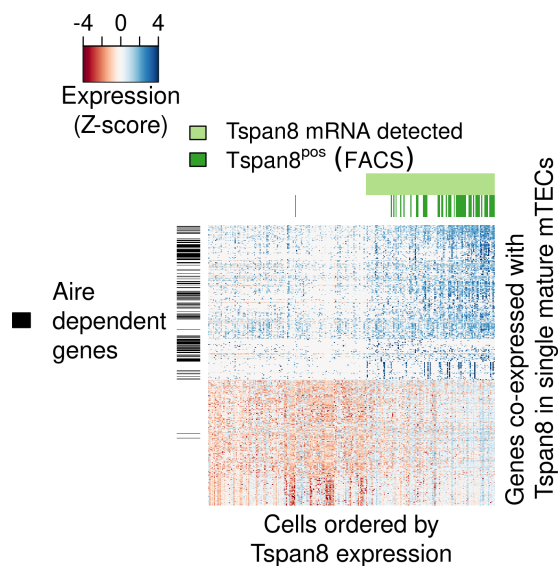 -4 0 4
Expression
(Z-score)
Tspan8 mRNA detected
Tspan8pos (FACS)
Aire
dependent
genes
Genes co-expressed with
Tspan8 in single mature mTECs
Cells ordered by
Tspan8 expression